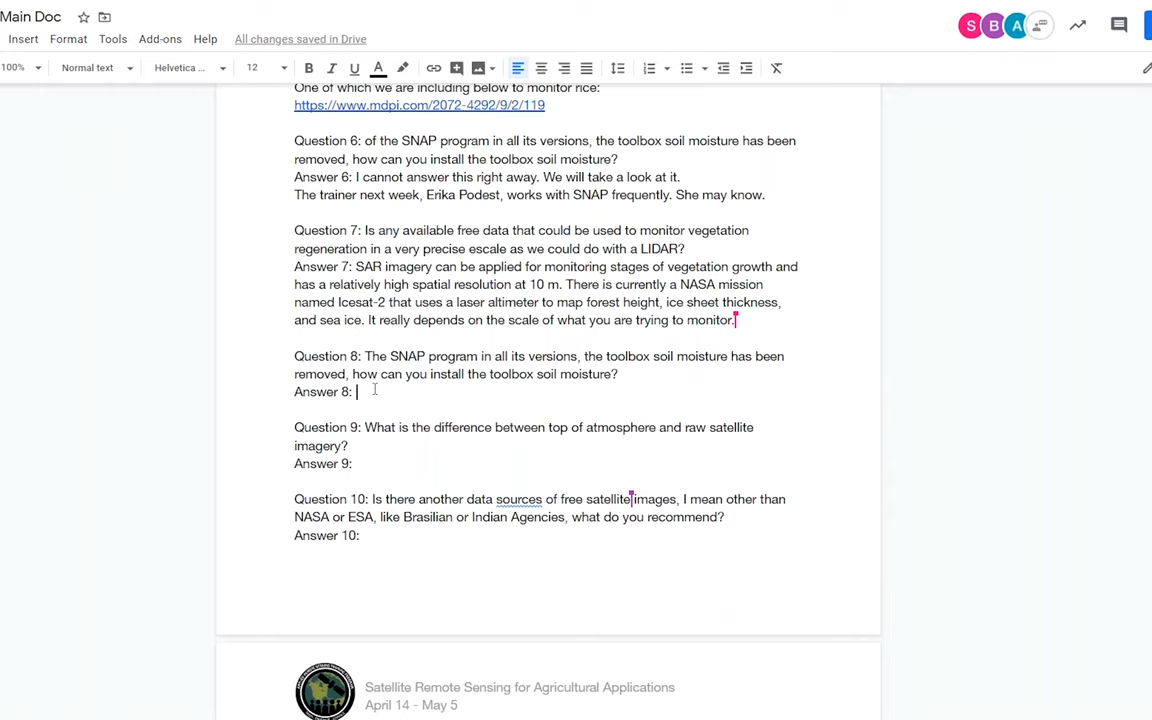 Main Doc
Insert Format Tools Add-ons Help All changes saved in Drive
S B A
100% Normal text Helvetica ... 12 B I U A
One of which we are including below to monitor rice:
https://www.mdpi.com/2072-4292/9/2/119
Question 6: of the SNAP program in all its versions, the toolbox soil moisture has been
removed, how can you install the toolbox soil moisture?
Answer 6: I cannot answer this right away. We will take a look at it.
The trainer next week, Erika Podest, works with SNAP frequently. She may know.
Question 7: Is any available free data that could be used to monitor vegetation
regeneration in a very precise escale as we could do with a LIDAR?
Answer 7: SAR imagery can be applied for monitoring stages of vegetation growth and
has a relatively high spatial resolution at 10 m. There is currently a NASA mission
named Icesat-2 that uses a laser altimeter to map forest height, ice sheet thickness,
and sea ice. It really depends on the scale of what you are trying to monitor.
Question 8: The SNAP program in all its versions, the toolbox soil moisture has been
removed, how can you install the toolbox soil moisture?
Answer 8:
Question 9: What is the difference between top of atmosphere and raw satellite
imagery?
Answer 9:
Question 10: Is there another data sources of free satellite images, I mean other than
NASA or ESA, like Brasilian or Indian Agencies, what do you recommend?
Answer 10:
Satellite Remote Sensing for Agricultural Applications
April 14 - May 5